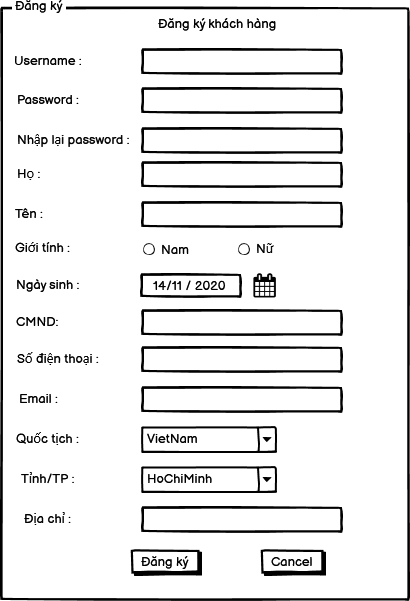 Đăng ký
Đăng ký khách hàng
Username :
Password :
Nhập lại password :
Họ :
Tên :
Giới tính : Nam Nữ
Ngày sinh : 14/11 / 2020
CMND:
Số điện thoại :
Email :
Quốc tịch : VietNam
Tỉnh/TP : HoChiMinh
Địa chỉ :
Đăng ký Cancel